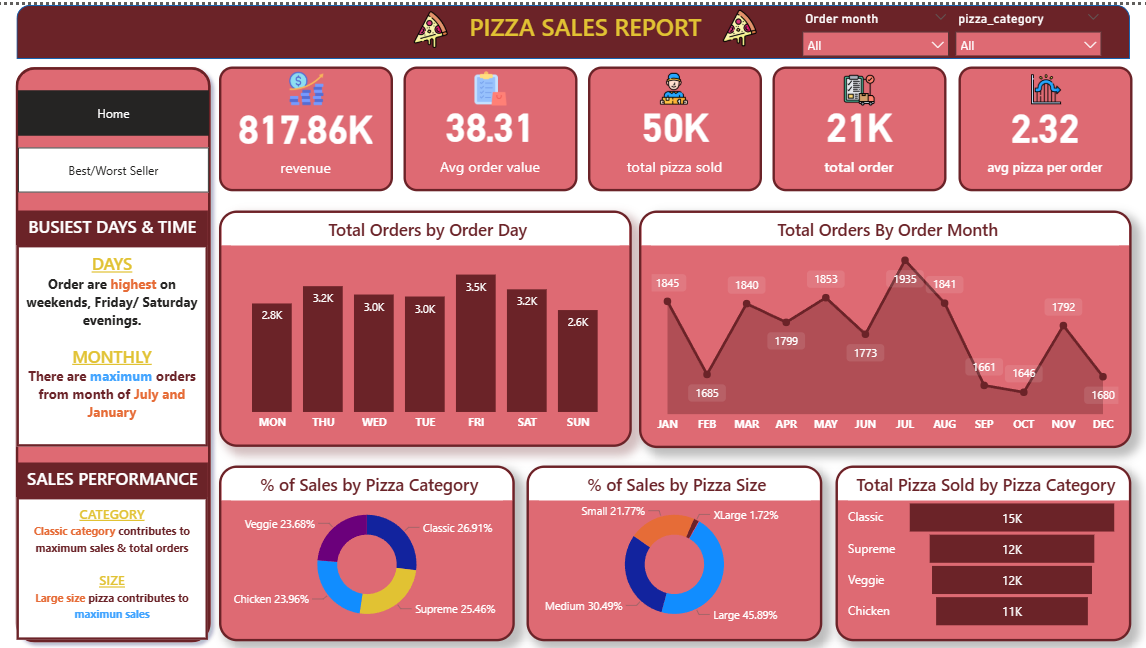 PIZZA SALES REPORT
Order month
All
pizza_category
All
Home
Best/Worst Seller
BUSIEST DAYS & TIME
DAYS
Order are highest on
weekends, Friday/ Saturday
evenings.
MONTHLY
There are maximum orders
from month of July and
January
SALES PERFORMANCE
CATEGORY
Classic category contributes to
maximum sales & total orders
SIZE
Large size pizza contributes to
maximun sales
817.86K
revenue
38.31
Avg order value
50K
total pizza sold
21K
total order
2.32
avg pizza per order
Total Orders by Order Day
2.8K
3.2K
3.0K
3.0K
3.5K
3.2K
2.6K
MON THU WED TUE FRI SAT SUN
Total Orders By Order Month
1845
1685
1840
1799
1853
1773
1935
1841
1661
1646
1792
1680
JAN FEB MAR APR MAY JUN JUL AUG SEP OCT NOV DEC
% of Sales by Pizza Category
Veggie 23.68%
Classic 26.91%
Chicken 23.96%
Supreme 25.46%
% of Sales by Pizza Size
Small 21.77%
XLarge 1.72%
Medium 30.49%
Large 45.89%
Total Pizza Sold by Pizza Category
Classic 15K
Supreme 12K
Veggie 12K
Chicken 11K